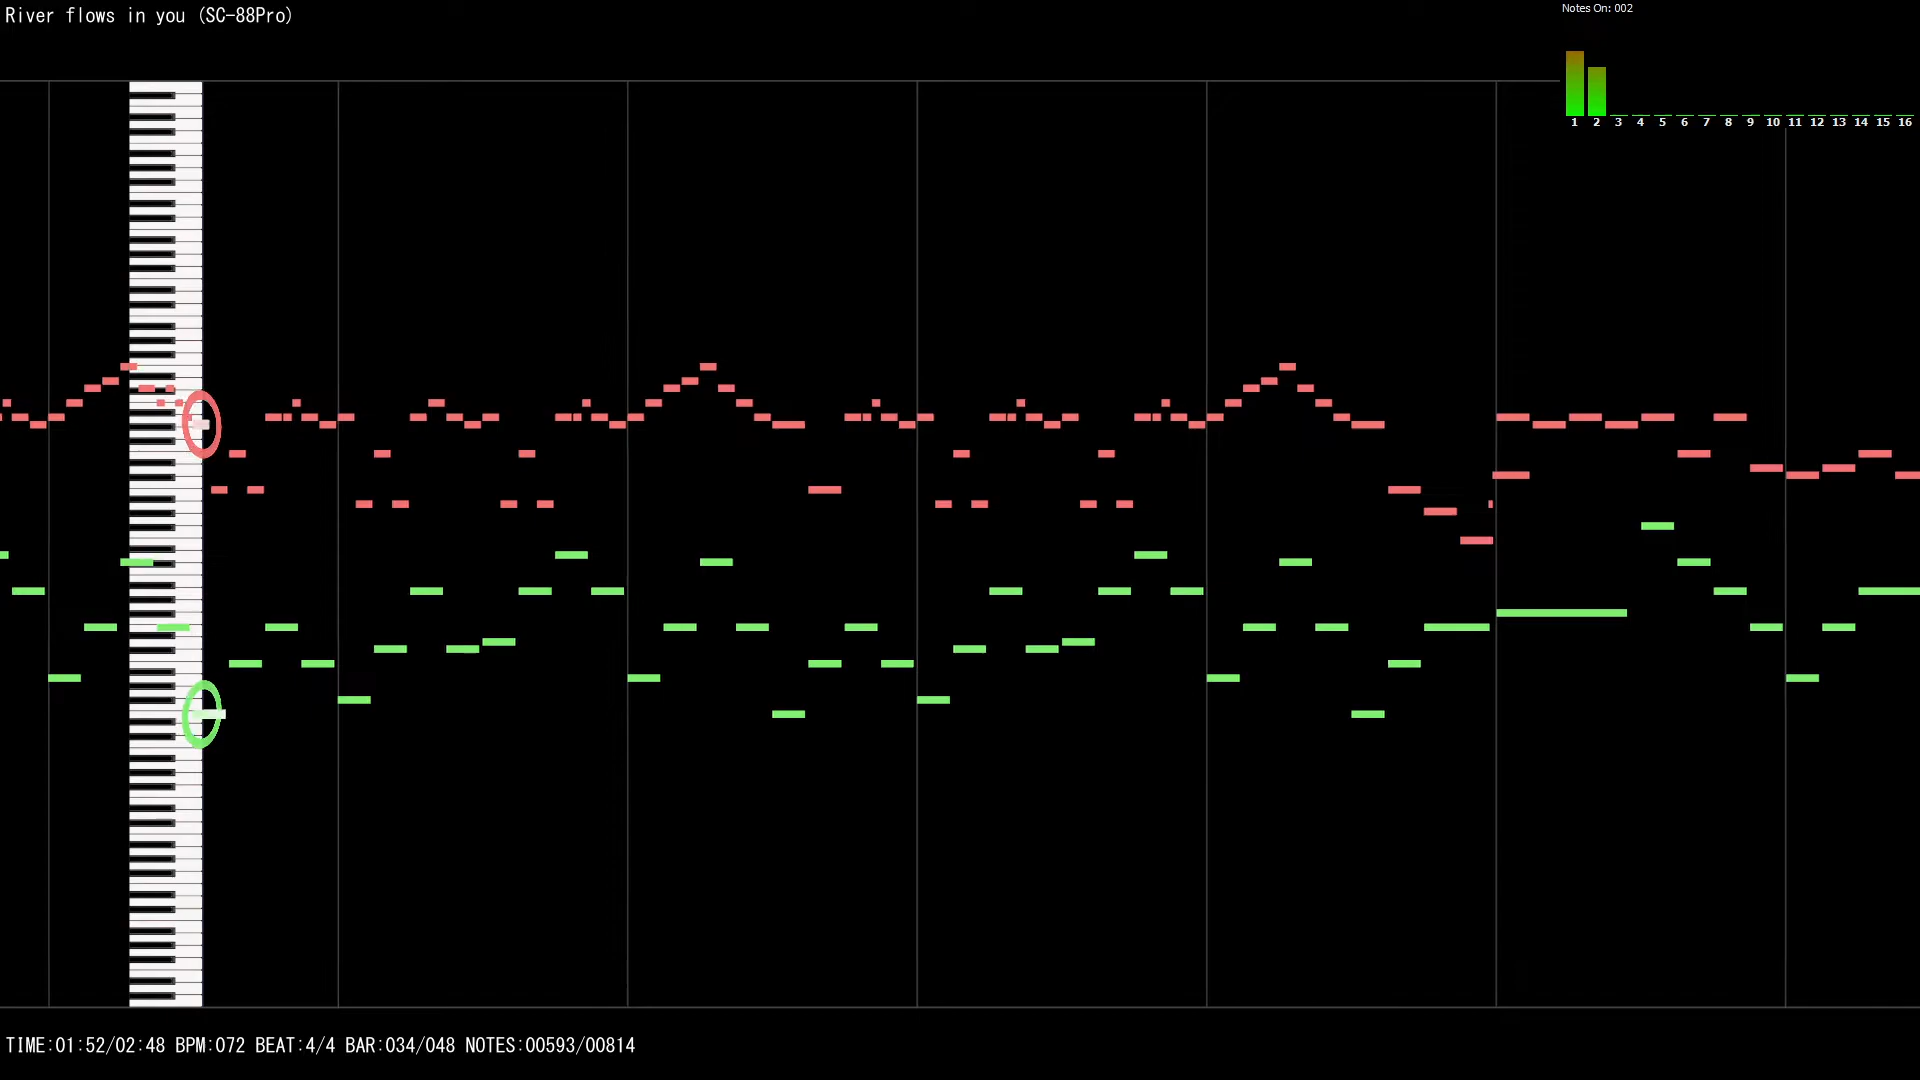 River flows in you (SC-88Pro)
Notes On: 002
1 2 3 4 5 6 7 8 9 10 11 12 13 14 15 16
TIME:01:52/02:48 BPM:072 BEAT:4/4 BAR:034/048 NOTES:00593/00814